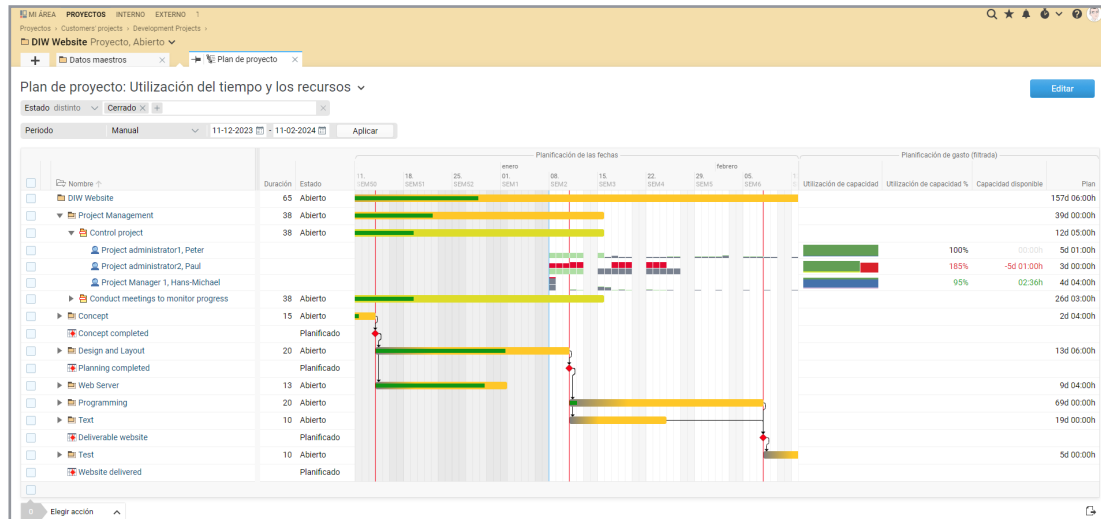 MI ÁREA PROYECTOS INTERNO EXTERNO 1
Proyectos > Customers' projects > Development Projects >
DIW Website Proyecto, Abierto
+ Datos maestros × Plan de proyecto ×
Plan de proyecto: Utilización del tiempo y los recursos
Editar
Estado distinto Cerrado × + ×
Periodo Manual 11-12-2023 - 11-02-2024 Aplicar
Planificación de las fechas Planificación de gasto (filtrada)
enero febrero
11. 18. 25. 01. 08. 15. 22. 29. 05. 1
Nombre Duración Estado SEM50 SEM51 SEM52 SEM1 SEM2 SEM3 SEM4 SEM5 SEM6 Utilización de capacidad Utilización de capacidad % Capacidad disponible Plan
DIW Website 65 Abierto 157d 06:00h
Project Management 38 Abierto 39d 00:00h
Control project 38 Abierto 12d 05:00h
Project administrator1, Peter 100% 00:00h 5d 01:00h
Project administrator2, Paul 185% -5d 01:00h 3d 00:00h
Project Manager 1, Hans-Michael 95% 02:36h 4d 04:00h
Conduct meetings to monitor progress 38 Abierto 26d 03:00h
Concept 15 Abierto 2d 04:00h
Concept completed Planificado
Design and Layout 20 Abierto 13d 06:00h
Planning completed Planificado
Web Server 13 Abierto 9d 04:00h
Programming 20 Abierto 69d 00:00h
Text 10 Abierto 19d 00:00h
Deliverable website Planificado
Test 10 Abierto 5d 00:00h
Website delivered Planificado
0 Elegir acción